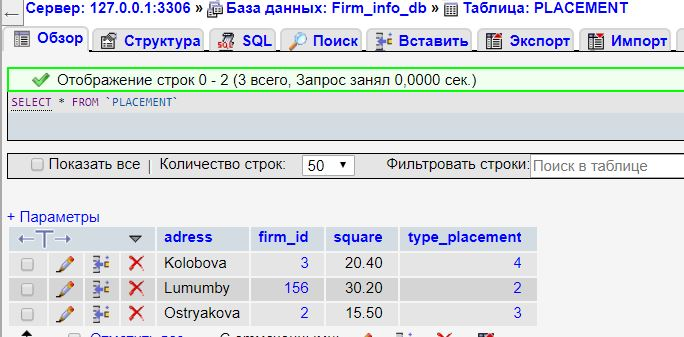 Сервер: 127.0.0.1:3306 » База данных: Firm_info_db » Таблица: PLACEMENT
Обзор Структура SQL Поиск Вставить Экспорт Импорт
Отображение строк 0 - 2 (3 всего, Запрос занял 0,0000 сек.)
SELECT * FROM `PLACEMENT`
Показать все | Количество строк: 50 Фильтровать строки: Поиск в таблице
+ Параметры
adress firm_id square type_placement
Kolobova 3 20.40 4
Lumumby 156 30.20 2
Ostryakova 2 15.50 3